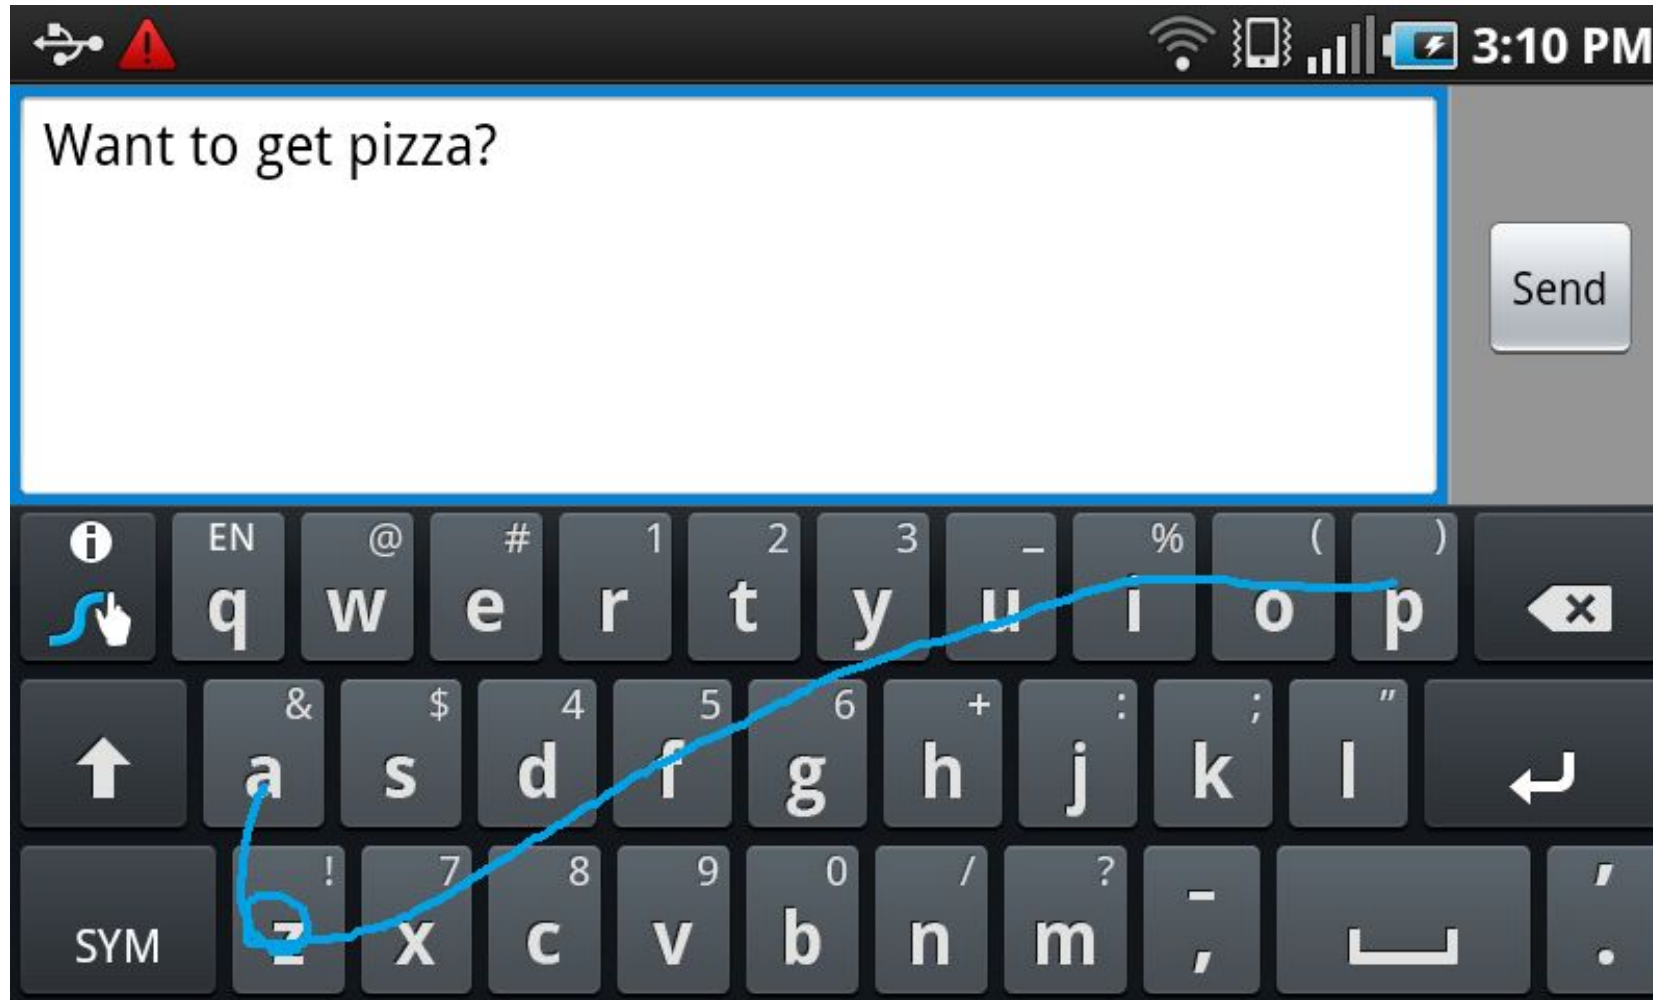 3:10 PM
Want to get pizza?
Send
EN @ # 1 2 3 _ % ( )
q w e r t y u i o p
& $ 4 5 6 + : ; "
a s d f g h j k l
! 7 8 9 0 / ? - '
SYM z x c v b n m , .